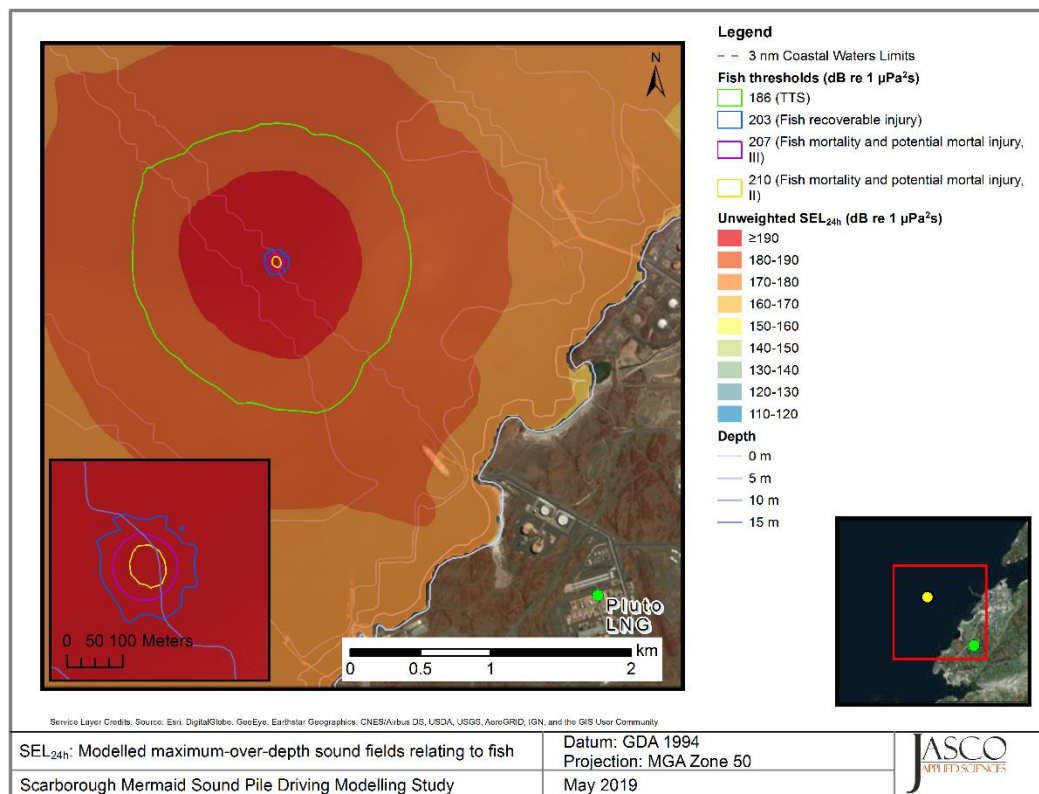 N
Pluto
LNG
0 50 100 Meters
km
0 0.5 1 2
Legend
3 nm Coastal Waters Limits
Fish thresholds (dB re 1 µPa²s)
186 (TTS)
203 (Fish recoverable injury)
207 (Fish mortality and potential mortal injury,
III)
210 (Fish mortality and potential mortal injury,
II)
Unweighted SEL24h (dB re 1 µPa²s)
≥190
180-190
170-180
160-170
150-160
140-150
130-140
120-130
110-120
Depth
0 m
5 m
10 m
15 m
Service Layer Credits: Source: Esri, DigitalGlobe, GeoEye, Earthstar Geographics, CNES/Airbus DS, USDA, USGS, AeroGRID, IGN, and the GIS User Community
SEL24h: Modelled maximum-over-depth sound fields relating to fish
Datum: GDA 1994
Projection: MGA Zone 50
Scarborough Mermaid Sound Pile Driving Modelling Study
May 2019
JASCO
APPLIED SCIENCES